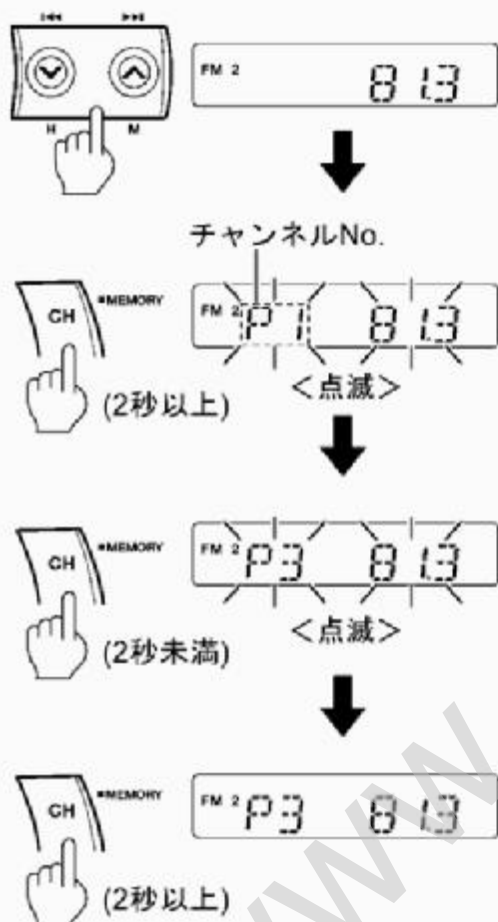 FM 2 81.3
H M
チャンネルNo.
CH ■MEMORY FM 2 P1 81.3
(2秒以上) <点滅>
CH ■MEMORY FM 2 P3 81.3
(2秒未満) <点滅>
CH ■MEMORY FM 2 P3 81.3
(2秒以上)
WW